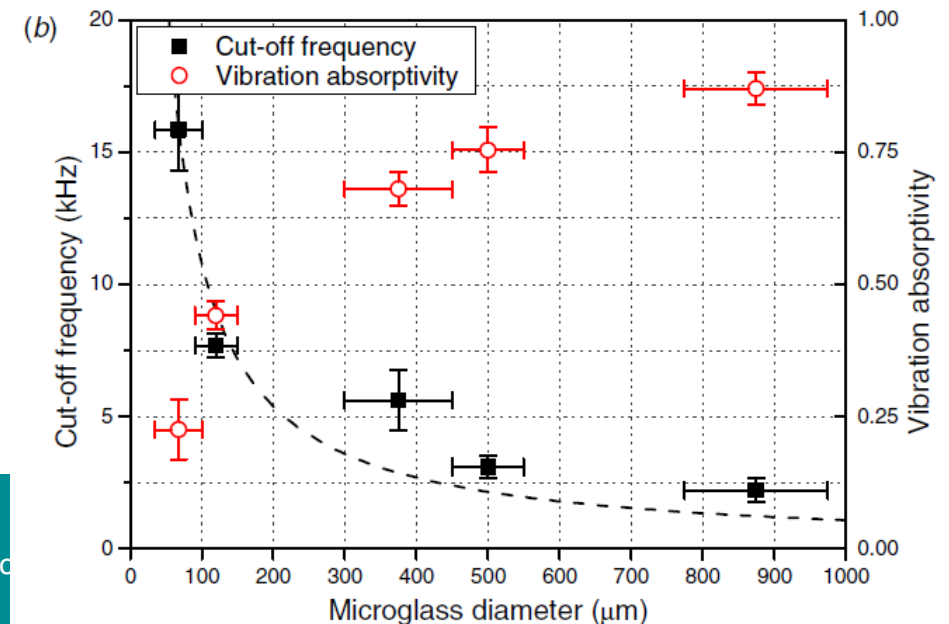 (b)
20
15
10
5
0
Cut-off frequency (kHz)
Cut-off frequency
Vibration absorptivity
1.00
0.75
0.50
0.25
0.00
Vibration absorptivity
0 100 200 300 400 500 600 700 800 900 1000
Microglass diameter (μm)